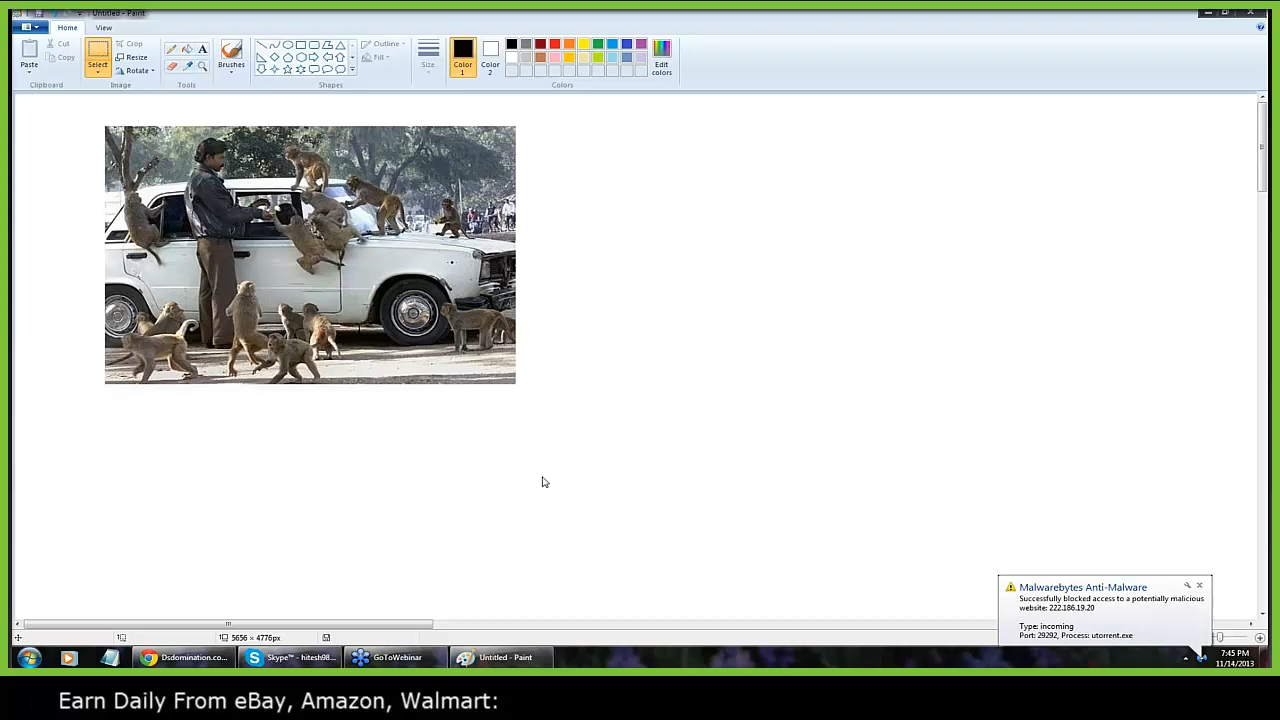 Untitled - Paint
Home
View
Paste
Cut
Copy
Clipboard
Select
Crop
Resize
Rotate
Image
Tools
Brushes
Shapes
Outline
Fill
Size
Color
1
Color
2
Edit
colors
Colors
Malwarebytes Anti-Malware
Successfully blocked access to a potentially malicious
website: 222.186.19.20
Type: incoming
Port: 29292, Process: utorrent.exe
5656 × 4776px
Dsdomination.co...
Skype™ - hitesh98...
GoToWebinar
Untitled - Paint
7:45 PM
11/14/2013
Earn Daily From eBay, Amazon, Walmart: